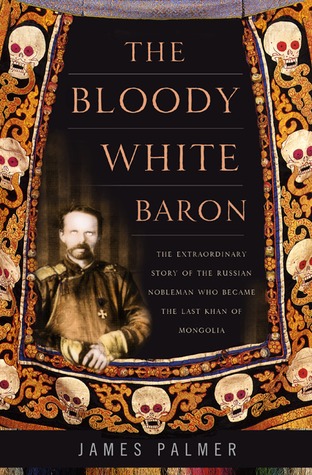 THE
BLOODY
WHITE
BARON
THE EXTRAORDINARY
STORY OF THE RUSSIAN
NOBLEMAN WHO BECAME
THE LAST KHAN OF
MONGOLIA
JAMES PALMER